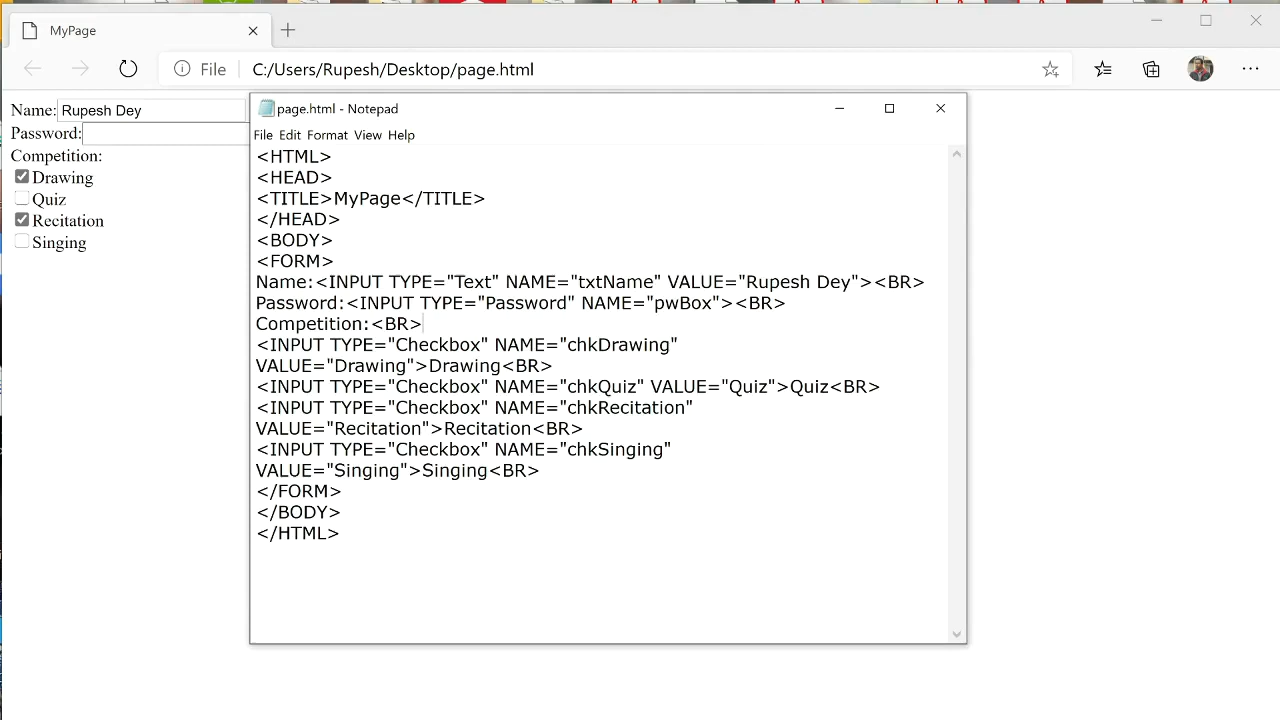 MyPage
File C:/Users/Rupesh/Desktop/page.html
Name: Rupesh Dey
Password:
Competition:
Drawing
Quiz
Recitation
Singing
page.html - Notepad
File Edit Format View Help
<HTML>
<HEAD>
<TITLE>MyPage</TITLE>
</HEAD>
<BODY>
<FORM>
Name:<INPUT TYPE="Text" NAME="txtName" VALUE="Rupesh Dey"><BR>
Password:<INPUT TYPE="Password" NAME="pwBox"><BR>
Competition:<BR>
<INPUT TYPE="Checkbox" NAME="chkDrawing"
VALUE="Drawing">Drawing<BR>
<INPUT TYPE="Checkbox" NAME="chkQuiz" VALUE="Quiz">Quiz<BR>
<INPUT TYPE="Checkbox" NAME="chkRecitation"
VALUE="Recitation">Recitation<BR>
<INPUT TYPE="Checkbox" NAME="chkSinging"
VALUE="Singing">Singing<BR>
</FORM>
</BODY>
</HTML>